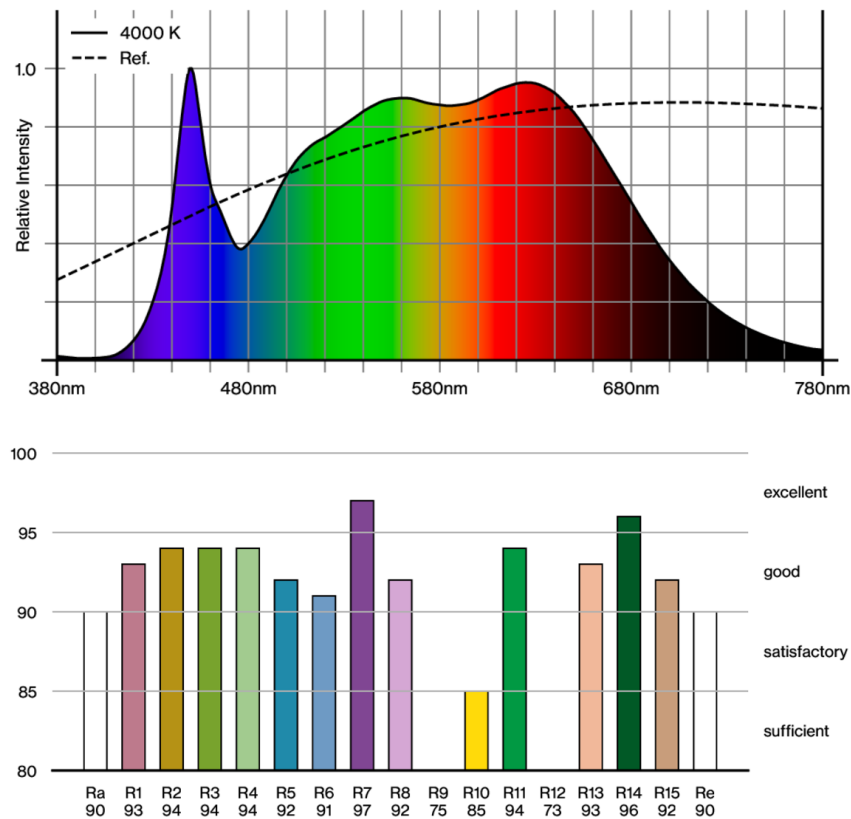 4000 K
Ref.
1.0
Relative Intensity
380nm 480nm 580nm 680nm 780nm
100
excellent
95
good
90
satisfactory
85
sufficient
80
Ra R1 R2 R3 R4 R5 R6 R7 R8 R9 R10 R11 R12 R13 R14 R15 Re
90 93 94 94 94 92 91 97 92 75 85 94 73 93 96 92 90